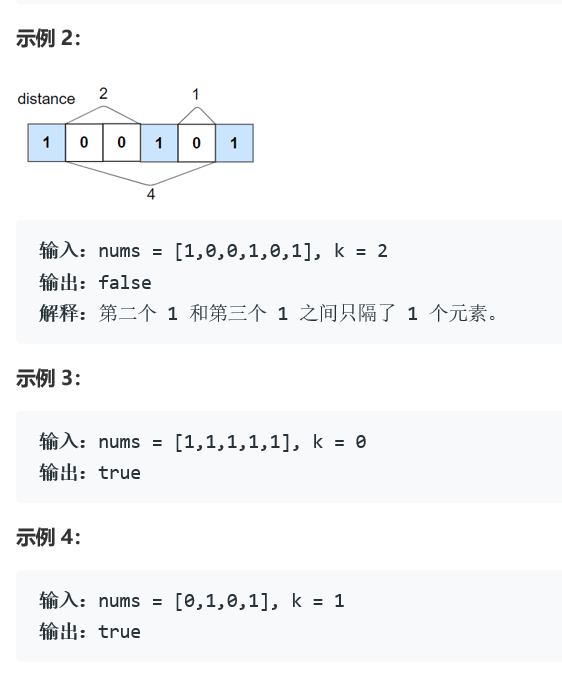 示例 2：
distance 2 1
1 0 0 1 0 1
4
输入：nums = [1,0,0,1,0,1], k = 2
输出：false
解释：第二个 1 和第三个 1 之间只隔了 1 个元素。
示例 3：
输入：nums = [1,1,1,1,1], k = 0
输出：true
示例 4：
输入：nums = [0,1,0,1], k = 1
输出：true